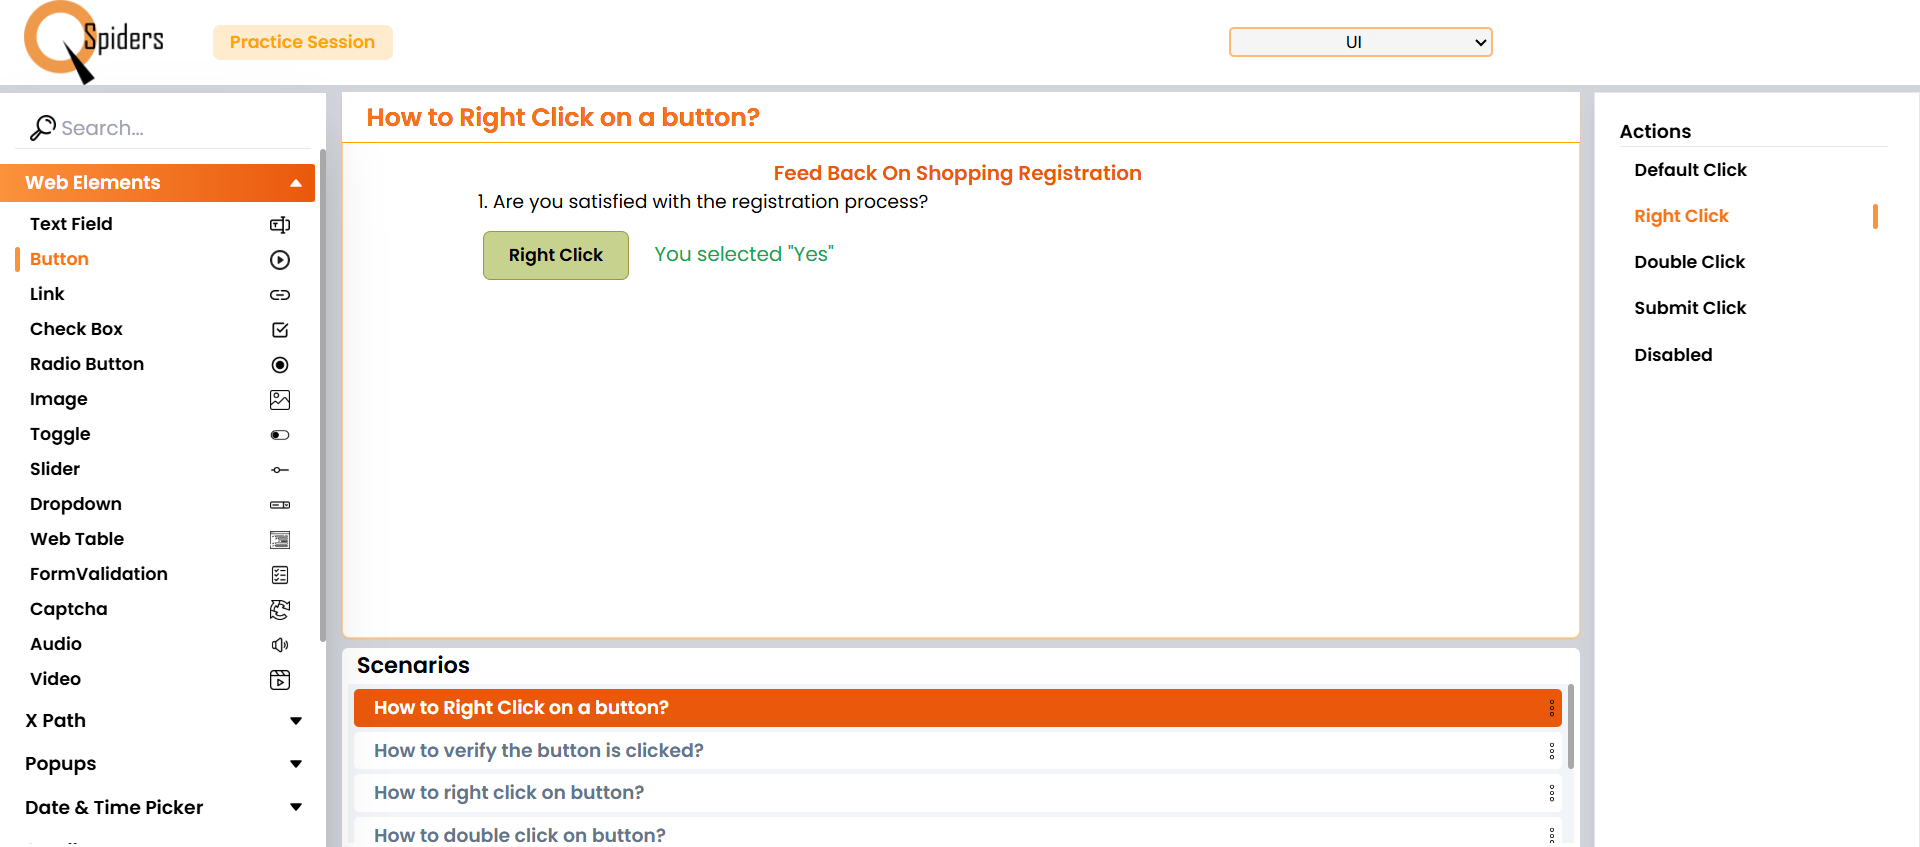 Spiders
Practice Session
UI
Search...
Web Elements
Text Field
Button
Link
Check Box
Radio Button
Image
Toggle
Slider
Dropdown
Web Table
FormValidation
Captcha
Audio
Video
X Path
Popups
Date & Time Picker
How to Right Click on a button?
Feed Back On Shopping Registration
1. Are you satisfied with the registration process?
Right Click
You selected "Yes"
Scenarios
How to Right Click on a button?
How to verify the button is clicked?
How to right click on button?
How to double click on button?
Actions
Default Click
Right Click
Double Click
Submit Click
Disabled